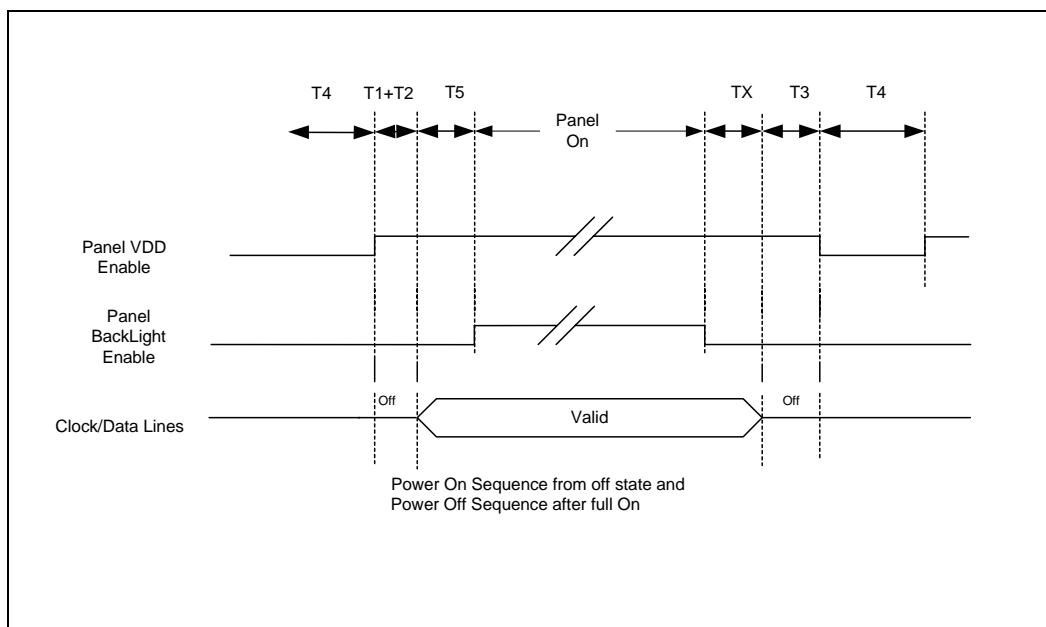 T4
T1+T2
T5
Panel
On
TX
T3
T4
Panel VDD
Enable
Panel
BackLight
Enable
Clock/Data Lines
Off
Valid
Off
Power On Sequence from off state and
Power Off Sequence after full On